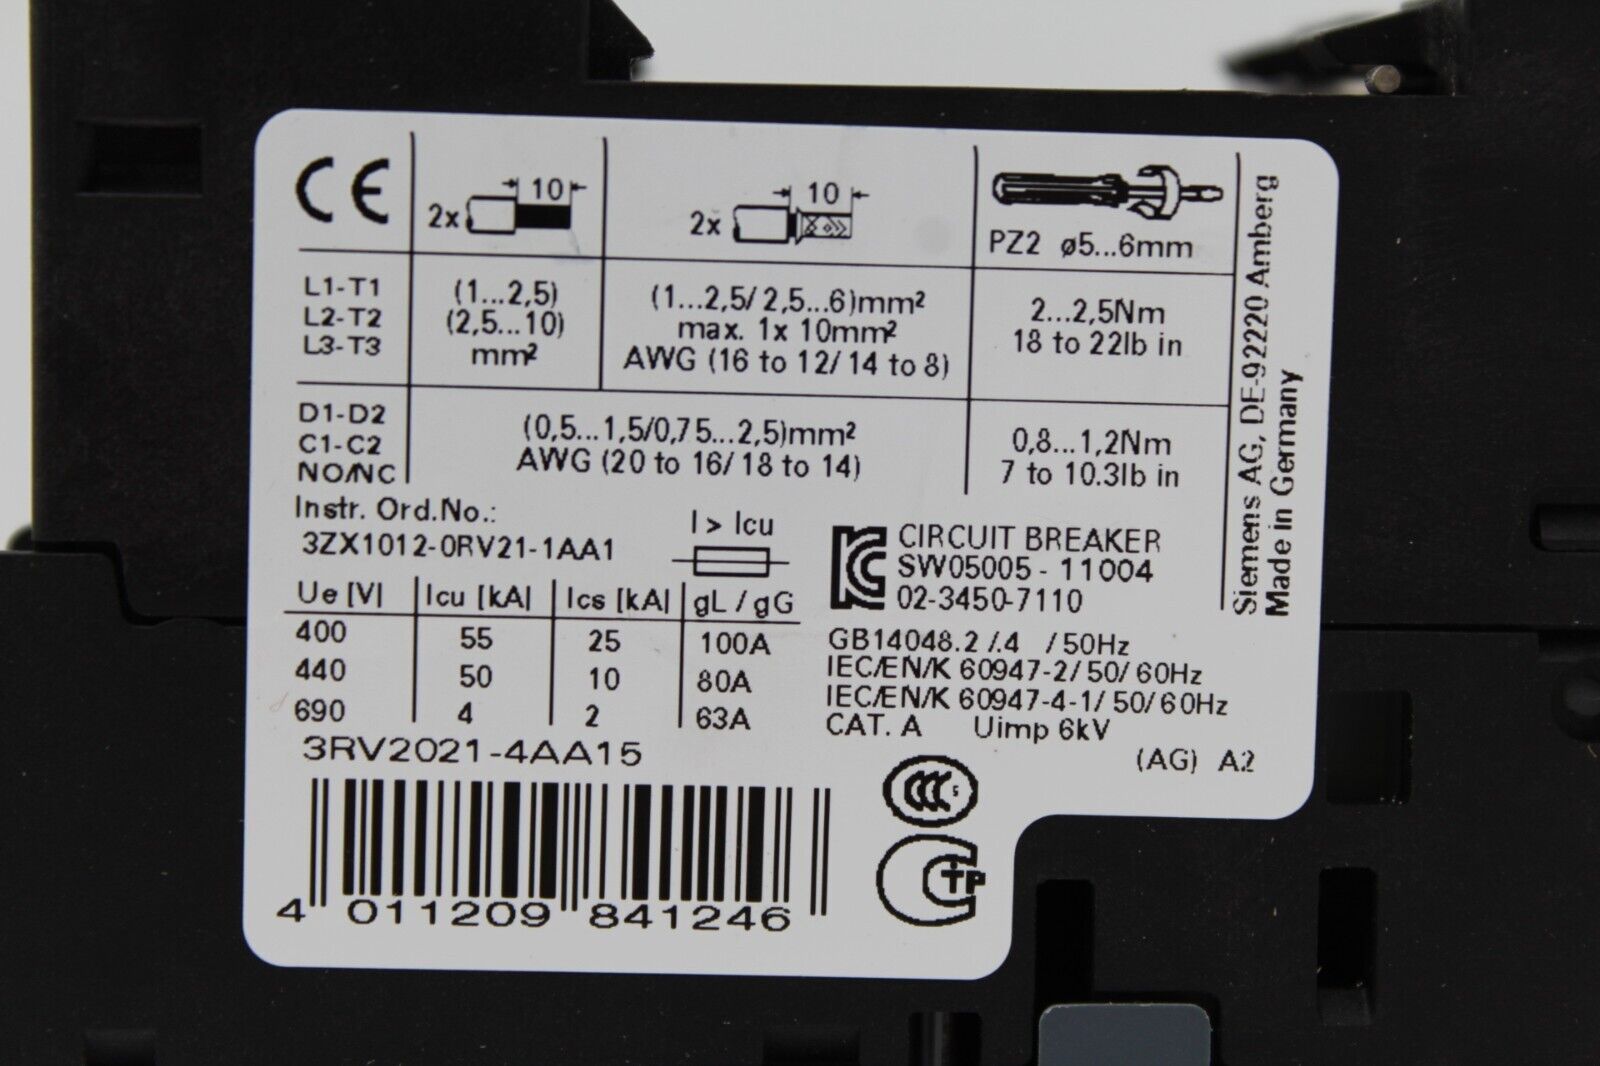 CE
10
2x
10
2x
PZ2 ø5...6mm
L1-T1
L2-T2
L3-T3
(1...2,5)
(2,5...10)
mm²
(1...2,5/2,5...6)mm²
max. 1x 10mm²
AWG (16 to 12/14 to 8)
2...2,5Nm
18 to 22lb in
D1-D2
C1-C2
NO/NC
(0,5...1,5/0,75...2,5)mm²
AWG (20 to 16/18 to 14)
0,8...1,2Nm
7 to 10.3lb in
Siemens AG, DE-92220 Amberg
Made in Germany
Instr. Ord.No.:
3ZX1012-0RV21-1AA1
I > Icu
Ue [V] Icu [kA] Ics [kA] gL / gG
400 55 25 100A
440 50 10 80A
690 4 2 63A
CIRCUIT BREAKER
SW05005-11004
02-3450-7110
GB14048.2/.4 /50Hz
IEC/EN/K 60947-2/50/60Hz
IEC/EN/K 60947-4-1/50/60Hz
CAT. A Uimp 6kV
(AG) A2
3RV2021-4AA15
4 011209 841246
CCC S
CTP